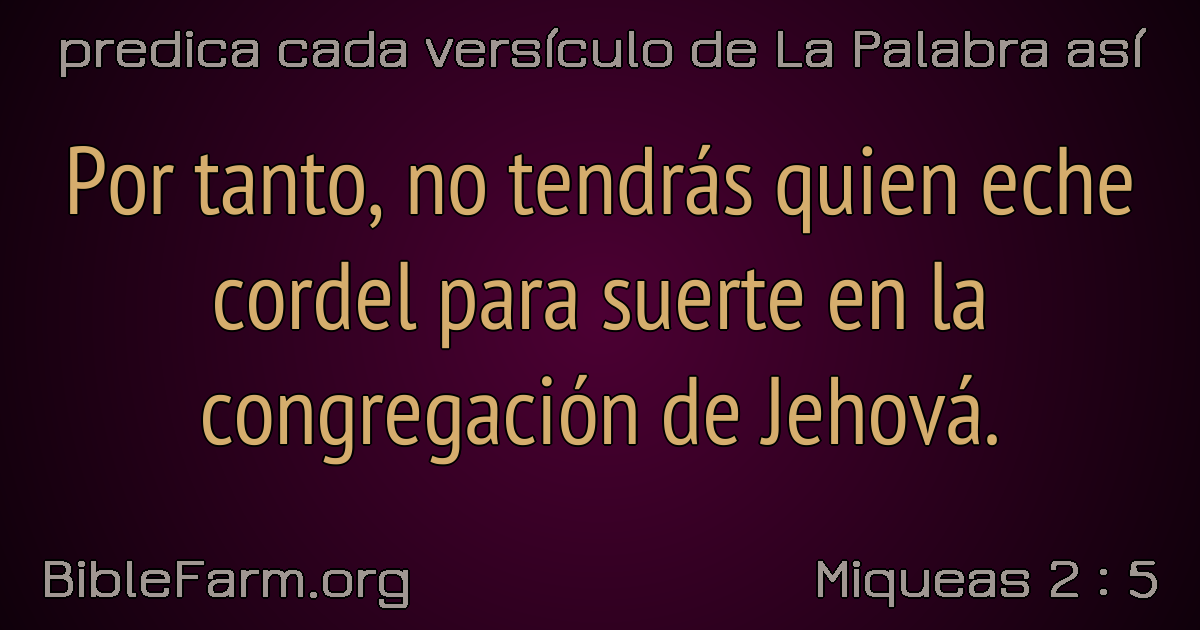 predica cada versículo de La Palabra así
Por tanto, no tendrás quien eche
cordel para suerte en la
congregación de Jehová.
BibleFarm.org
Miqueas 2 : 5